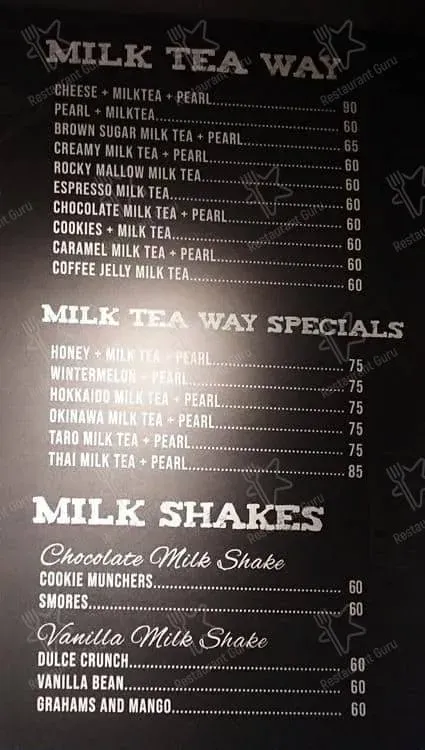 MILK TEA WAY
CHEESE + MILKTEA + PEARL 90
PEARL + MILKTEA 60
BROWN SUGAR MILK TEA + PEARL 65
CREAMY MILK TEA + PEARL 60
ROCKY MALLOW MILK TEA 60
ESPRESSO MILK TEA 60
CHOCOLATE MILK TEA + PEARL 60
COOKIES + MILK TEA 60
CARAMEL MILK TEA + PEARL 60
COFFEE JELLY MILK TEA 60
MILK TEA WAY SPECIALS
HONEY + MILK TEA + PEARL 75
WINTERMELON + PEARL 75
HOKKAIDO MILK TEA + PEARL 75
OKINAWA MILK TEA + PEARL 75
TARO MILK TEA + PEARL 75
THAI MILK TEA + PEARL 85
MILK SHAKES
Chocolate Milk Shake
COOKIE MUNCHERS 60
SMORES 60
Vanilla Milk Shake
DULCE CRUNCH 60
VANILLA BEAN 60
GRAHAMS AND MANGO 60
Restaurant Guru